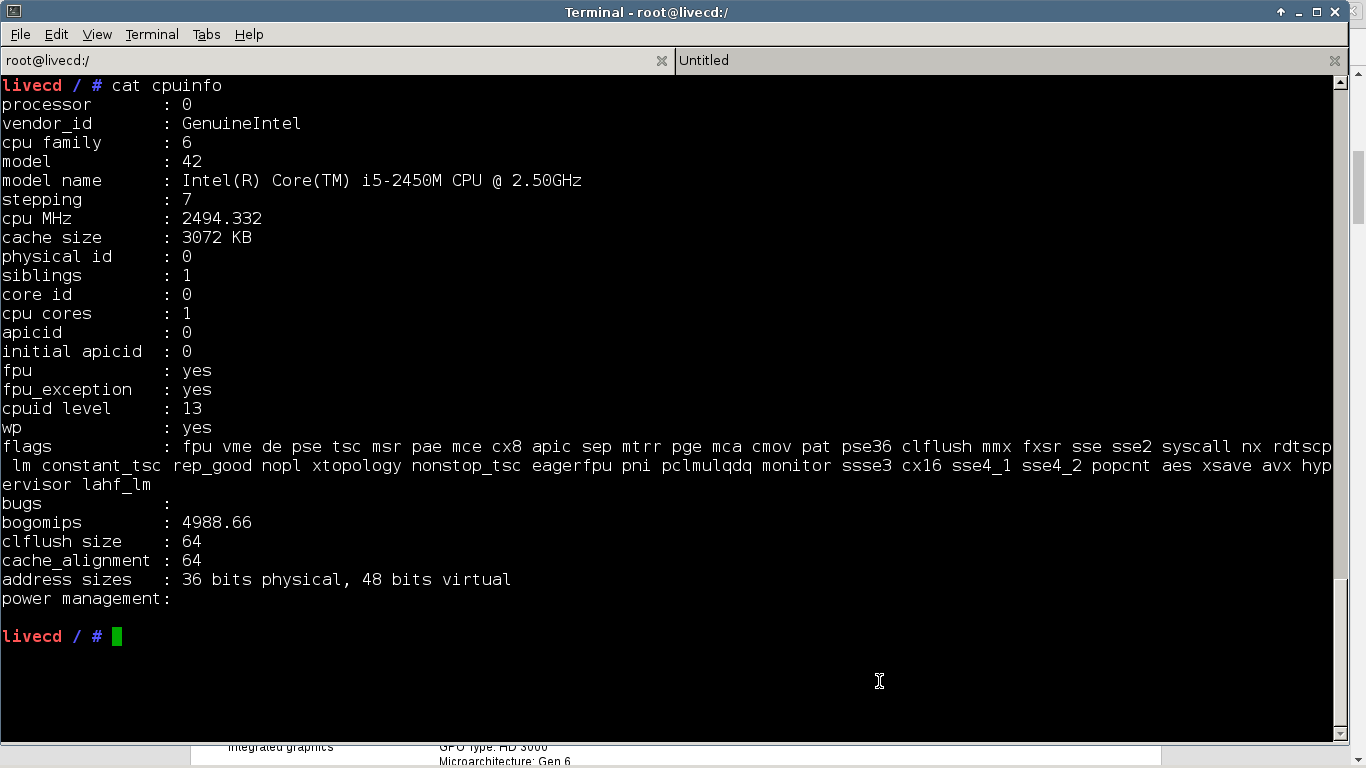 Terminal - root@livecd:/
File Edit View Terminal Tabs Help
root@livecd:/ Untitled
livecd / # cat cpuinfo
processor : 0
vendor_id : GenuineIntel
cpu family : 6
model : 42
model name : Intel(R) Core(TM) i5-2450M CPU @ 2.50GHz
stepping : 7
cpu MHz : 2494.332
cache size : 3072 KB
physical id : 0
siblings : 1
core id : 0
cpu cores : 1
apicid : 0
initial apicid : 0
fpu : yes
fpu_exception : yes
cpuid level : 13
wp : yes
flags : fpu vme de pse tsc msr pae mce cx8 apic sep mtrr pge mca cmov pat pse36 clflush mmx fxsr sse sse2 syscall nx rdtscp
lm constant_tsc rep_good nopl xtopology nonstop_tsc eagerfpu pni pclmulqdq monitor ssse3 cx16 sse4_1 sse4_2 popcnt aes xsave avx hyp
ervisor lahf_lm
bugs :
bogomips : 4988.66
clflush size : 64
cache_alignment : 64
address sizes : 36 bits physical, 48 bits virtual
power management:
livecd / #
Integrated graphics GPU Type: HD 3000
Microarchitecture: Gen 6